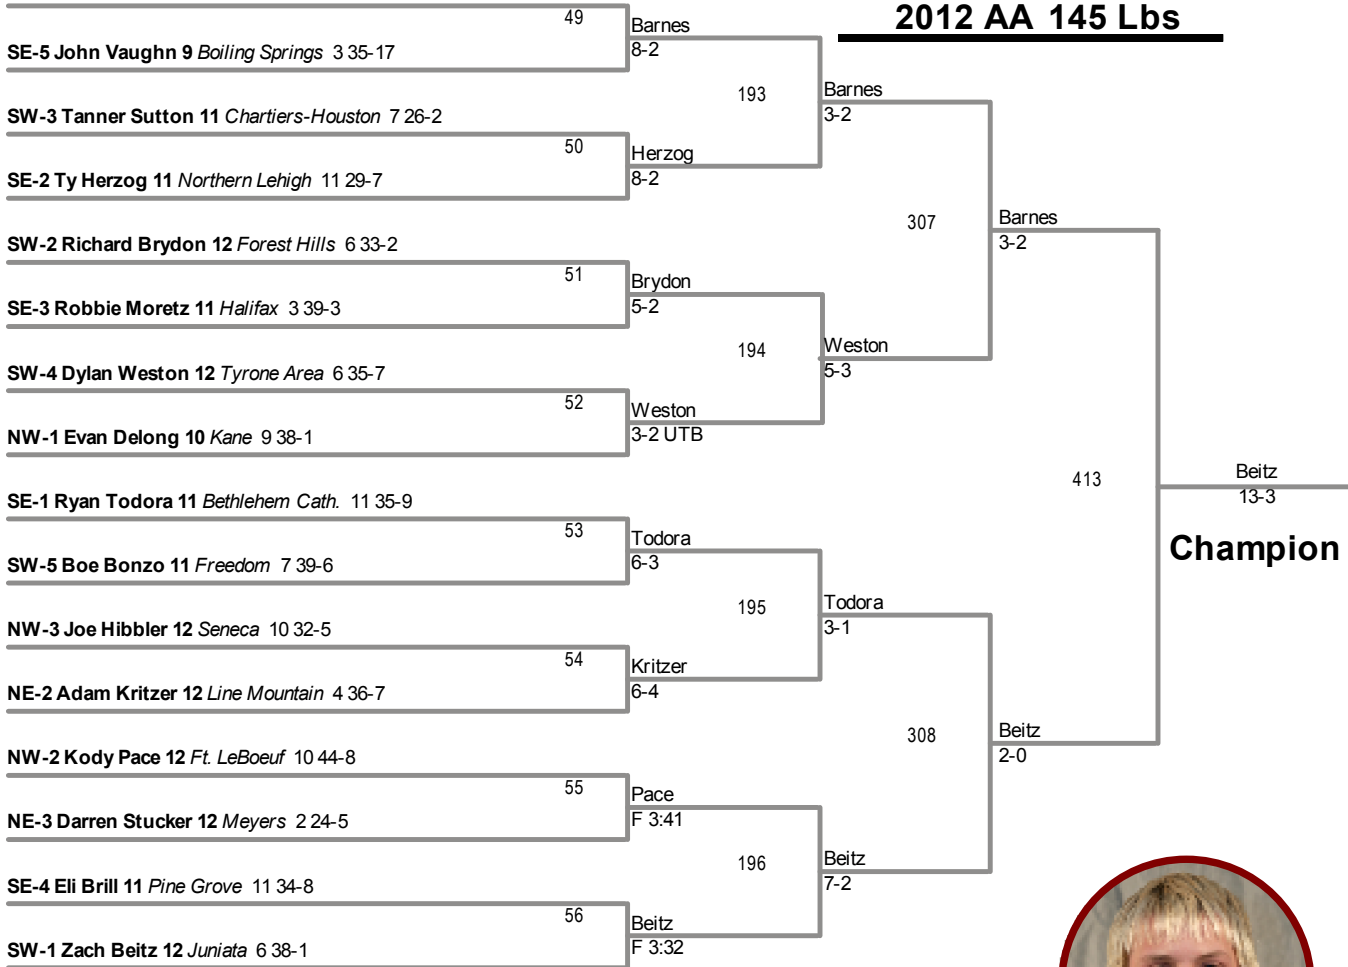 2012 AA 145 Lbs
49
Barnes
8-2
SE-5 John Vaughn 9 Boiling Springs 3 35-17
193
Barnes
3-2
SW-3 Tanner Sutton 11 Chartiers-Houston 7 26-2
50
Herzog
8-2
SE-2 Ty Herzog 11 Northern Lehigh 11 29-7
307
Barnes
3-2
SW-2 Richard Brydon 12 Forest Hills 6 33-2
51
Brydon
5-2
SE-3 Robbie Moretz 11 Halifax 3 39-3
194
Weston
5-3
SW-4 Dylan Weston 12 Tyrone Area 6 35-7
52
Weston
3-2 UTB
NW-1 Evan Delong 10 Kane 9 38-1
413
Beitz
13-3
Champion
SE-1 Ryan Todora 11 Bethlehem Cath. 11 35-9
53
Todora
6-3
SW-5 Boe Bonzo 11 Freedom 7 39-6
195
Todora
3-1
NW-3 Joe Hibbler 12 Seneca 10 32-5
54
Kritzer
6-4
NE-2 Adam Kritzer 12 Line Mountain 4 36-7
308
Beitz
2-0
NW-2 Kody Pace 12 Ft. LeBoeuf 10 44-8
55
Pace
F 3:41
NE-3 Darren Stucker 12 Meyers 2 24-5
196
Beitz
7-2
SE-4 Eli Brill 11 Pine Grove 11 34-8
56
Beitz
F 3:32
SW-1 Zach Beitz 12 Juniata 6 38-1